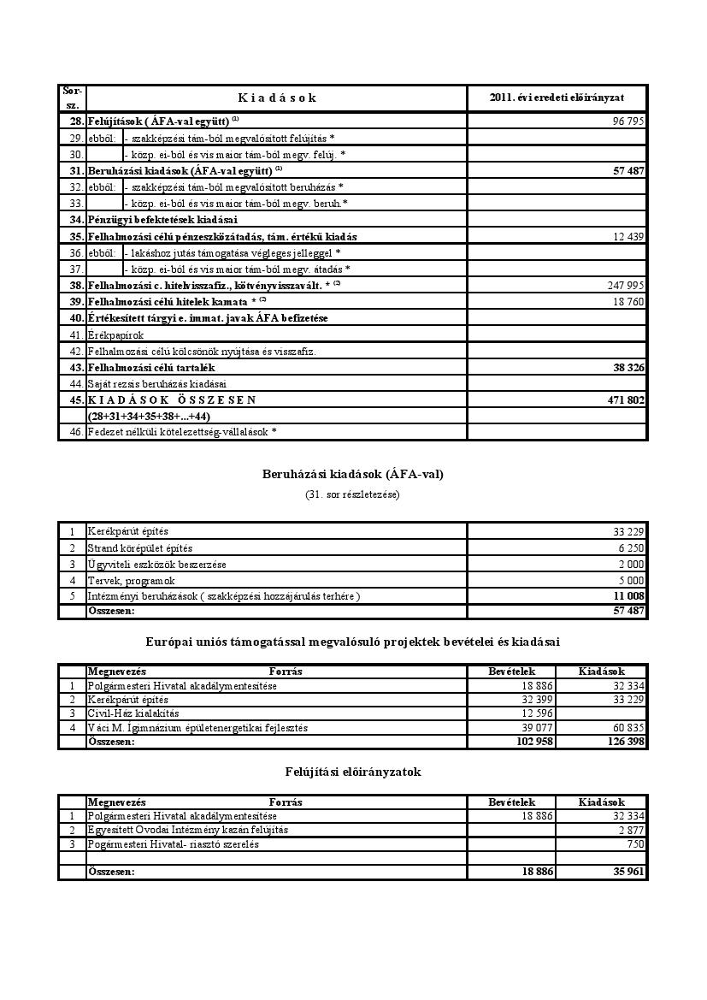 Sor-sz. K i a d á s o k 2011. évi eredeti előirányzat
28. Felújítások ( ÁFA-val együtt) (1) 96 795
29. ebből: - szakképzési tám-ból megvalósított felújítás *
30. - közp. ei-ból és vis maior tám-ból megv. felúj. *
31. Beruházási kiadások (ÁFA-val együtt) (1) 57 487
32. ebből: - szakképzési tám-ból megvalósított beruházás *
33. - közp. ei-ból és vis maior tám-ból megv. beruh.*
34. Pénzügyi befektetések kiadásai
35. Felhalmozási célú pénzeszközátadás, tám. értékű kiadás 12 439
36. ebből: - lakáshoz jutás támogatása végleges jelleggel *
37. - közp. ei-ból és vis maior tám-ból megv. átadás *
38. Felhalmozási c. hitelvisszafiz., kötvényvisszavált. * (2) 247 995
39. Felhalmozási célú hitelek kamata * (2) 18 760
40. Értékesített tárgyi e. immat. javak ÁFA befizetése
41. Érékpapírok
42. Felhalmozási célú kölcsönök nyújtása és visszafiz.
43. Felhalmozási célú tartalék 38 326
44. Saját rezsis beruházás kiadásai
45. K I A D Á S O K Ö S S Z E S E N 471 802
(28+31+34+35+38+...+44)
46. Fedezet nélküli kötelezettség-vállalások *
Beruházási kiadások (ÁFA-val)
(31. sor részletezése)
1 Kerékpárút építés 33 229
2 Strand körépület építés 6 250
3 Ügyviteli eszközök beszerzése 2 000
4 Tervek, programok 5 000
5 Intézményi beruházások ( szakképzési hozzájárulás terhére ) 11 008
Összesen: 57 487
Európai uniós támogatással megvalósuló projektek bevételei és kiadásai
Megnevezés Forrás Bevételek Kiadások
1 Polgármesteri Hivatal akadálymentesítése 18 886 32 334
2 Kerékpárút építés 32 399 33 229
3 Civil-Ház kialakítás 12 596
4 Váci M. Ígimnázium épületenergetikai fejlesztés 39 077 60 835
Összesen: 102 958 126 398
Felújítási előirányzatok
Megnevezés Forrás Bevételek Kiadások
1 Polgármesteri Hivatal akadálymentesítése 18 886 32 334
2 Egyesített Óvodai Intézmény kazán felújítás 2 877
3 Pogármesteri Hivatal- riasztó szerelés 750
Összesen: 18 886 35 961